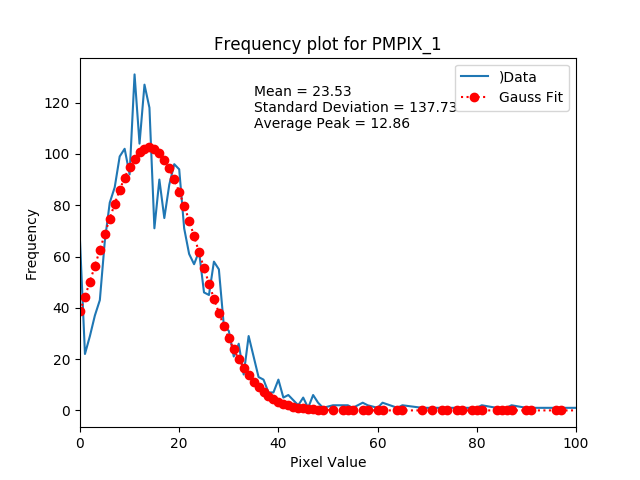 Frequency plot for PMPIX_1
)Data
Gauss Fit
Mean = 23.53
Standard Deviation = 137.73
Average Peak = 12.86
Frequency
120
100
80
60
40
20
0
0 20 40 60 80 100
Pixel Value